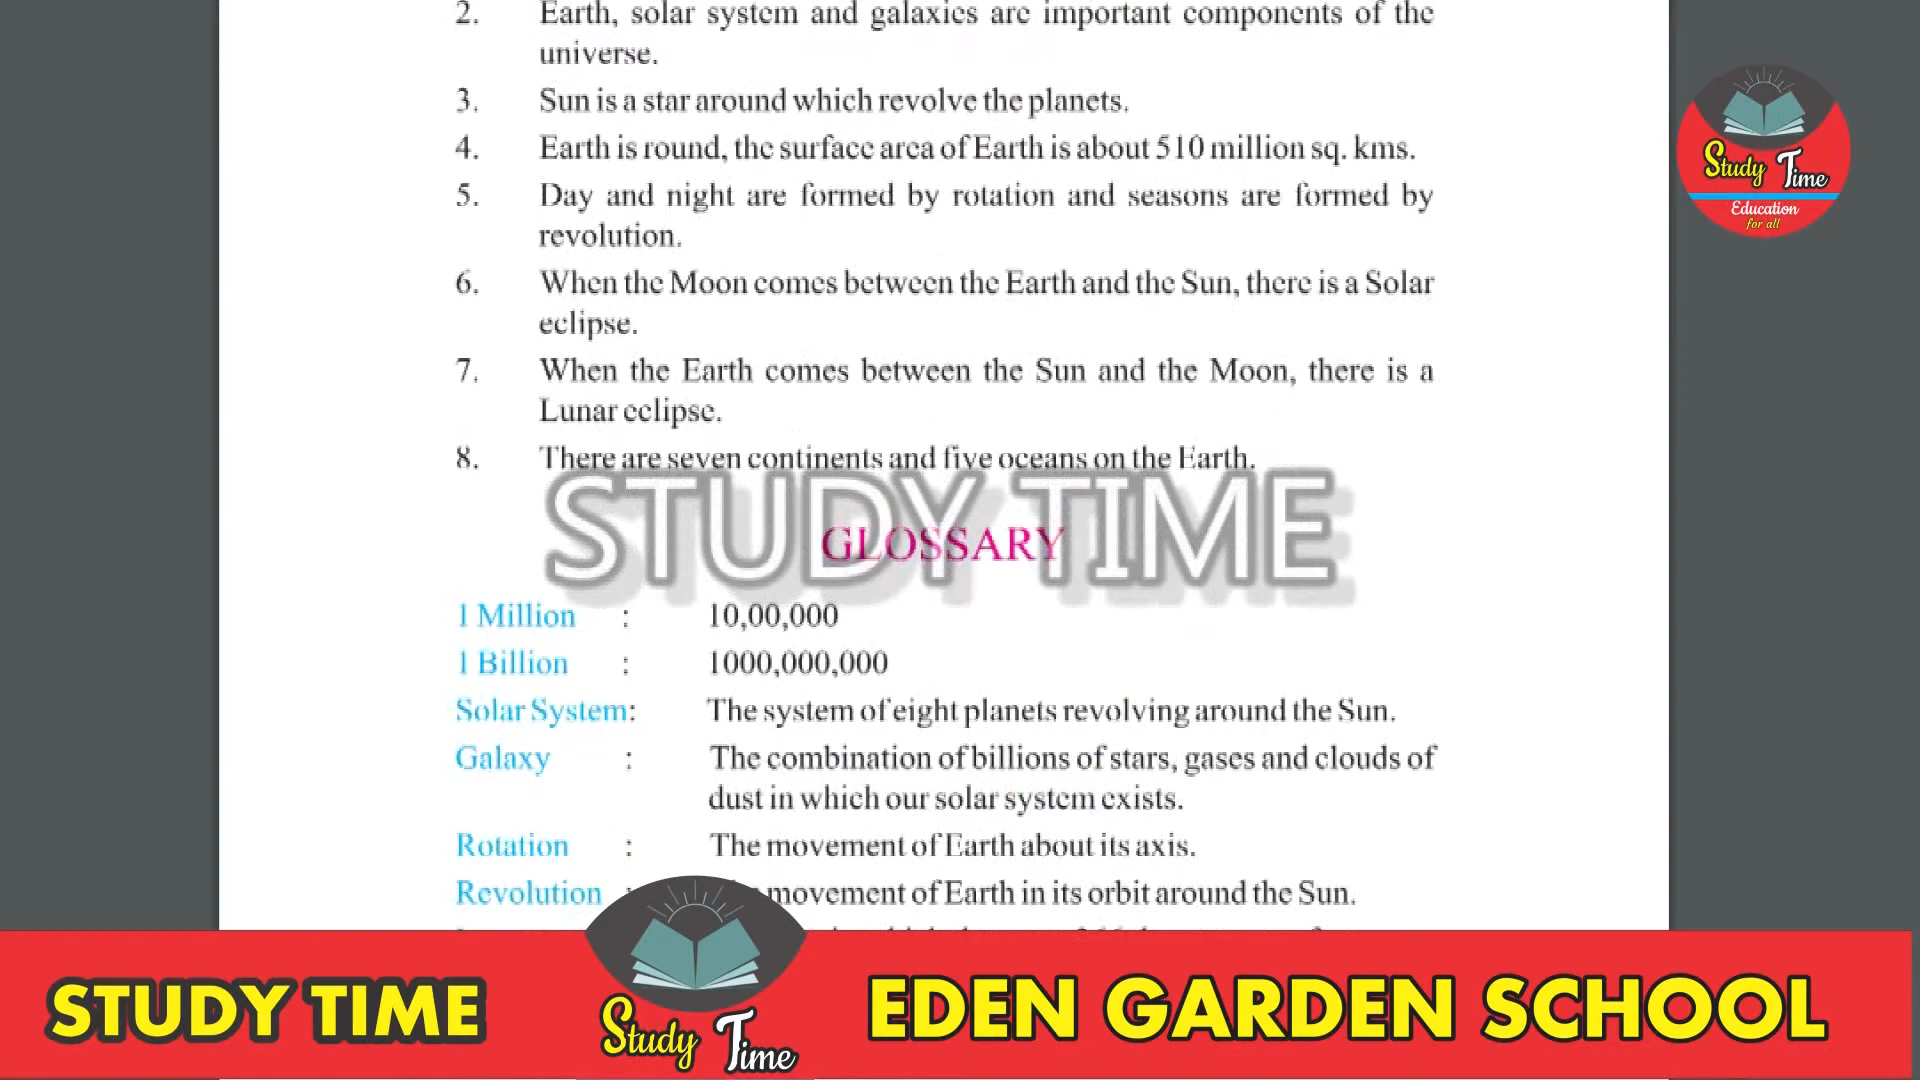 2. Earth, solar system and galaxies are important components of the
universe.
3. Sun is a star around which revolve the planets.
4. Earth is round, the surface area of Earth is about 510 million sq. kms.
5. Day and night are formed by rotation and seasons are formed by
revolution.
6. When the Moon comes between the Earth and the Sun, there is a Solar
eclipse.
7. When the Earth comes between the Sun and the Moon, there is a
Lunar eclipse.
8. There are seven continents and five oceans on the Earth.
STUDY TIME
GLOSSARY
1 Million : 10,00,000
1 Billion : 1000,000,000
Solar System: The system of eight planets revolving around the Sun.
Galaxy : The combination of billions of stars, gases and clouds of
dust in which our solar system exists.
Rotation : The movement of Earth about its axis.
Revolution : movement of Earth in its orbit around the Sun.
Study Time
Education
for all
STUDY TIME
Study Time
EDEN GARDEN SCHOOL